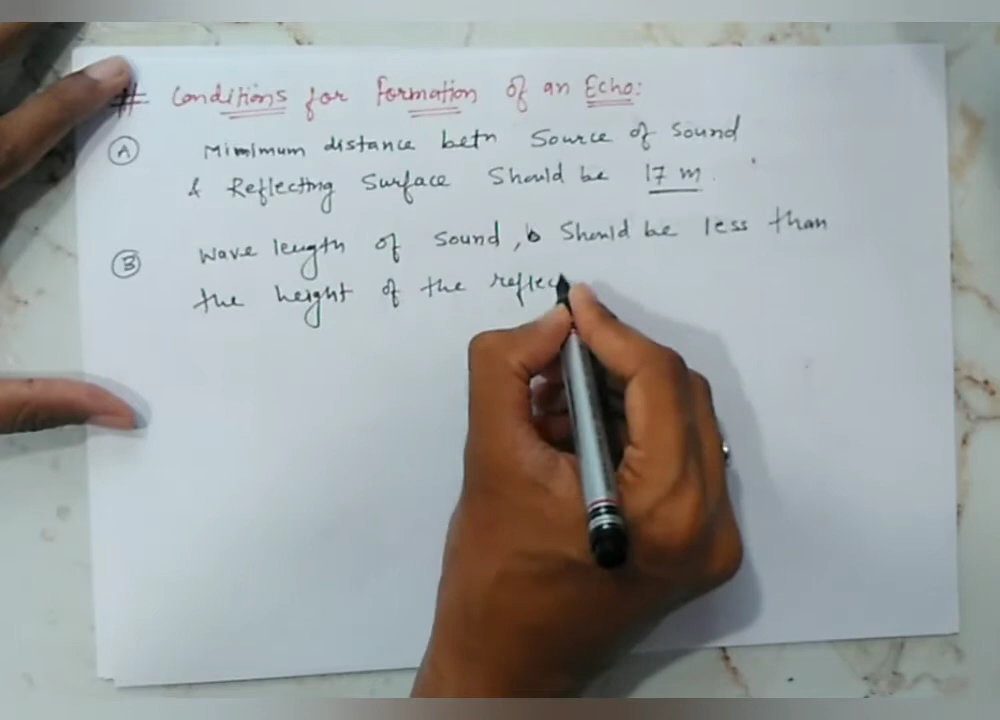 # Conditions for Formation of an Echo:
A Minimum distance betn Source of Sound
& Reflecting Surface Should be 17 m.
B Wave length of Sound, Should be less than
the height of the reflec